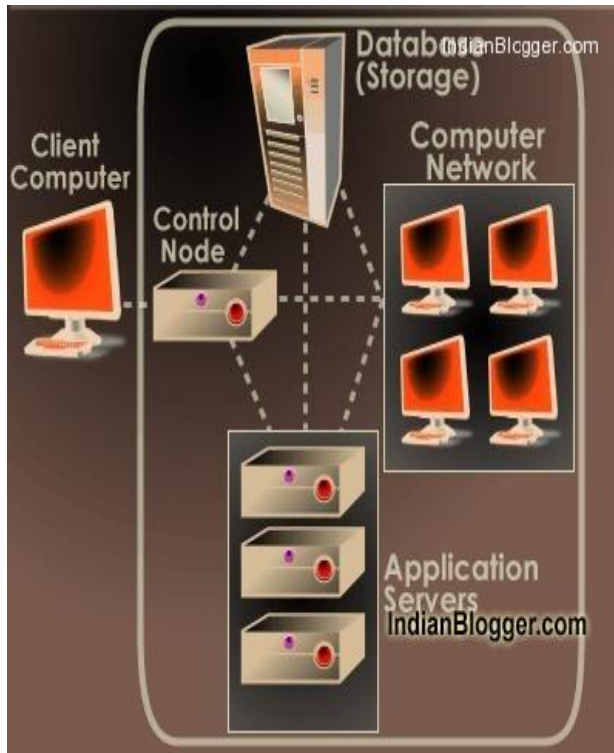 Database
IndianBlogger.com
(Storage)
Computer
Network
Client
Computer
Control
Node
Application
Servers
IndianBlogger.com